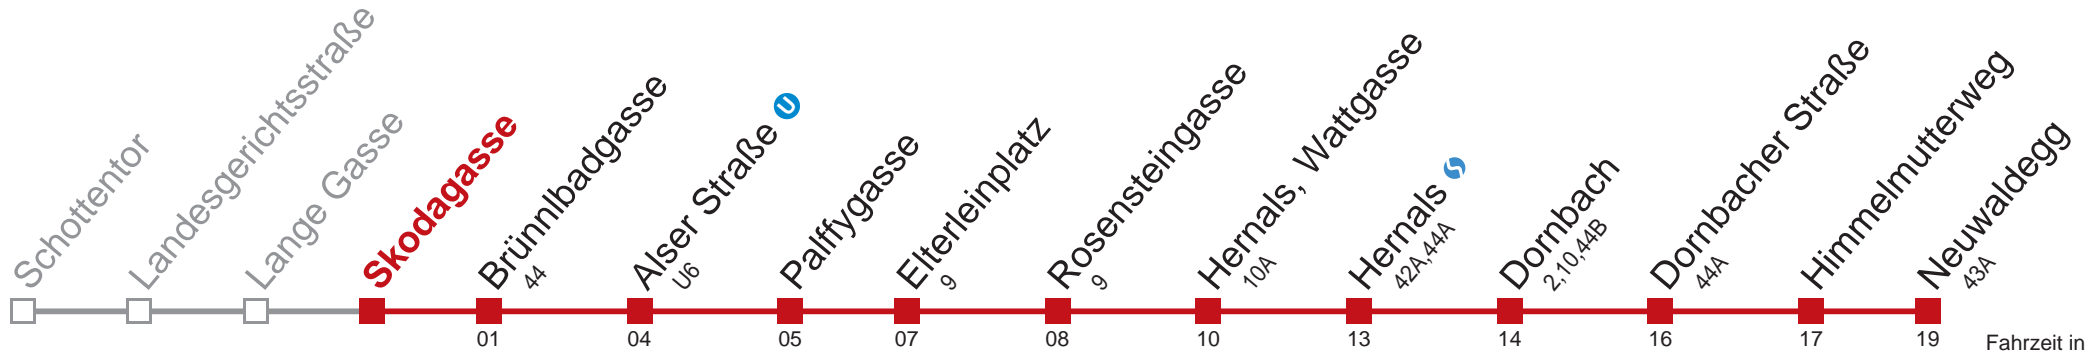 Schottentor
Landesgerichtsstraße
Lange Gasse
Skodagasse
Brünnlbadgasse
44
Alser Straße U
U6
Palffygasse
Elterleinplatz
9
Rosensteingasse
9
Hernals, Wattgasse
10A
Hernals S
42A,44A
Dornbach
2,10,44B
Dornbacher Straße
44A
Himmelmutterweg
Neuwaldegg
43A
01 04 05 07 08 10 13 14 16 17 19 Fahrzeit in